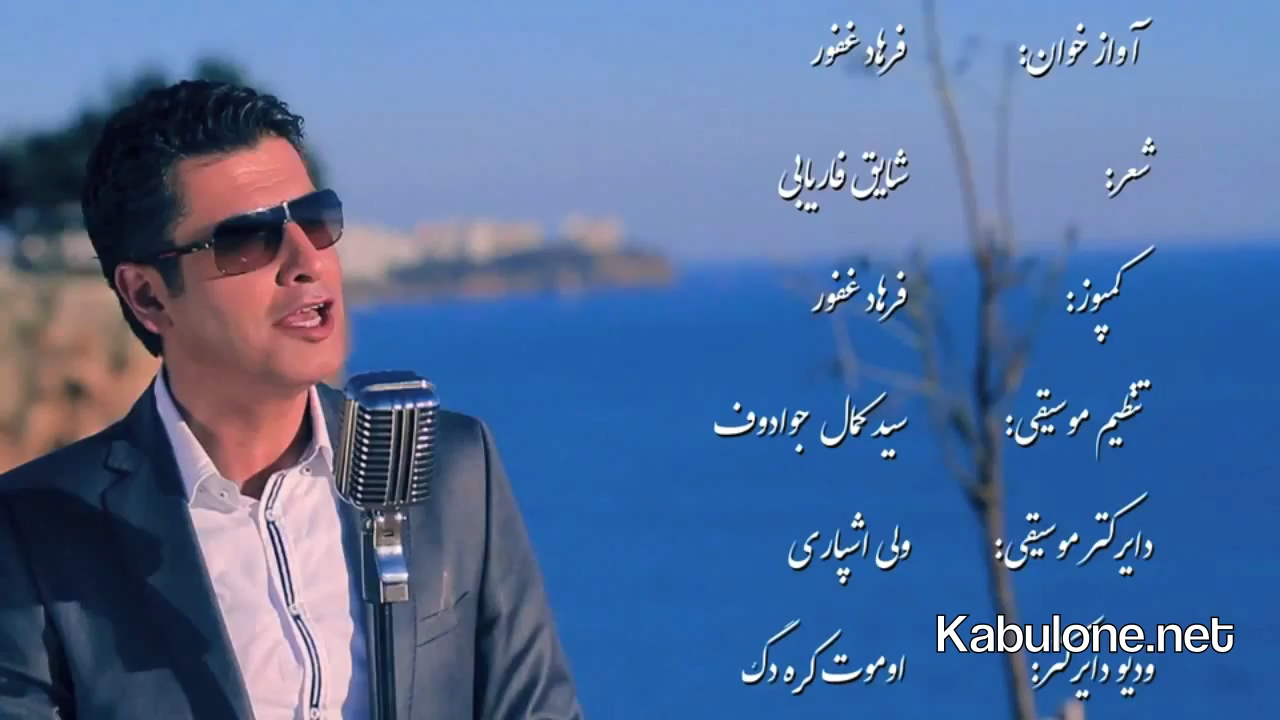 آواز خوان: فرهاد غفور
شعر: شایق فاریابی
کمپوز: فرهاد غفور
تنظیم موسیقی: سید کمال جوادوف
دایرکتر موسیقی: ولی اشپاری
Kabulone.net
ودیو دایرکتر: اوموت کره دگ